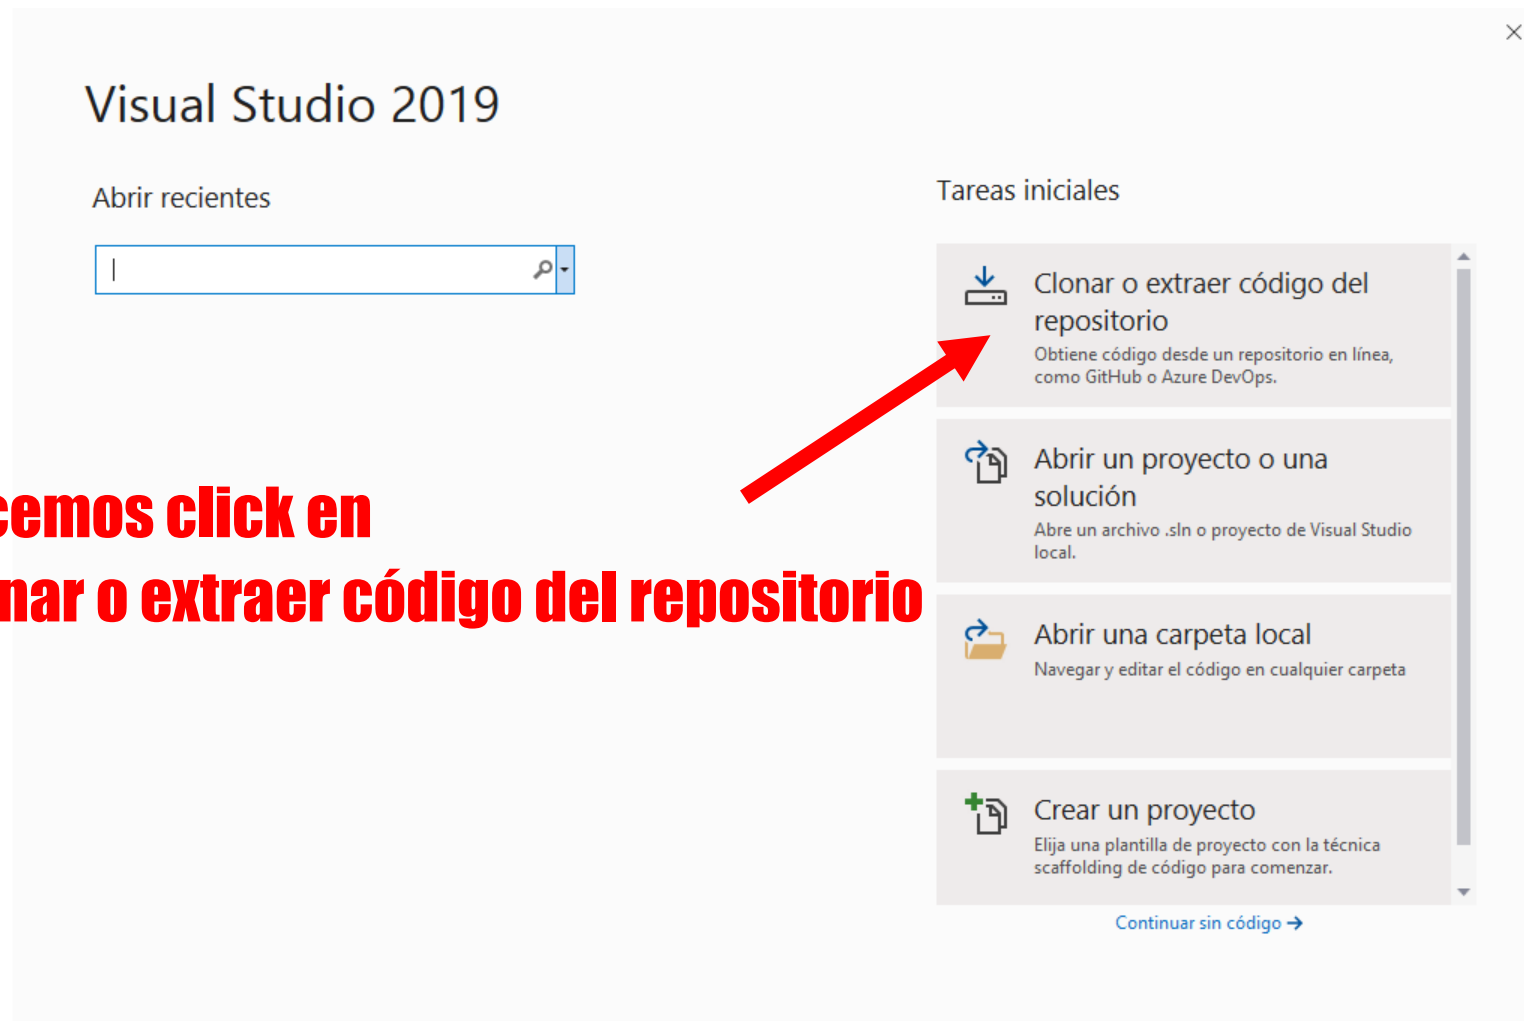 Visual Studio 2019
Abrir recientes
Tareas iniciales
Clonar o extraer código del
repositorio
Obtiene código desde un repositorio en línea,
como GitHub o Azure DevOps.
Abrir un proyecto o una
solución
Abre un archivo .sln o proyecto de Visual Studio
local.
Abrir una carpeta local
Navegar y editar el código en cualquier carpeta
Crear un proyecto
Elija una plantilla de proyecto con la técnica
scaffolding de código para comenzar.
Continuar sin código →
cemos click en
nar o extraer código del repositorio